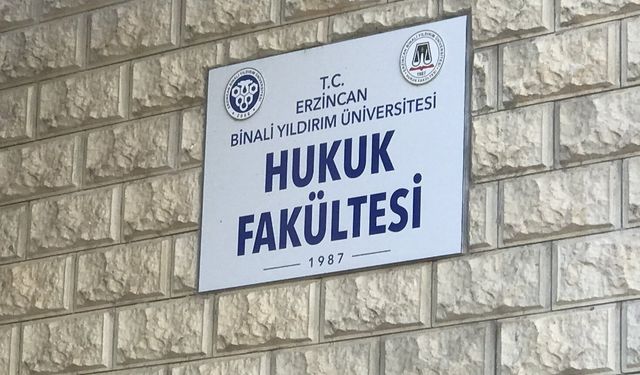 T.C.
ERZİNCAN
BİNALİ YILDIRIM ÜNİVERSİTESİ
HUKUK
FAKÜLTESİ
1987